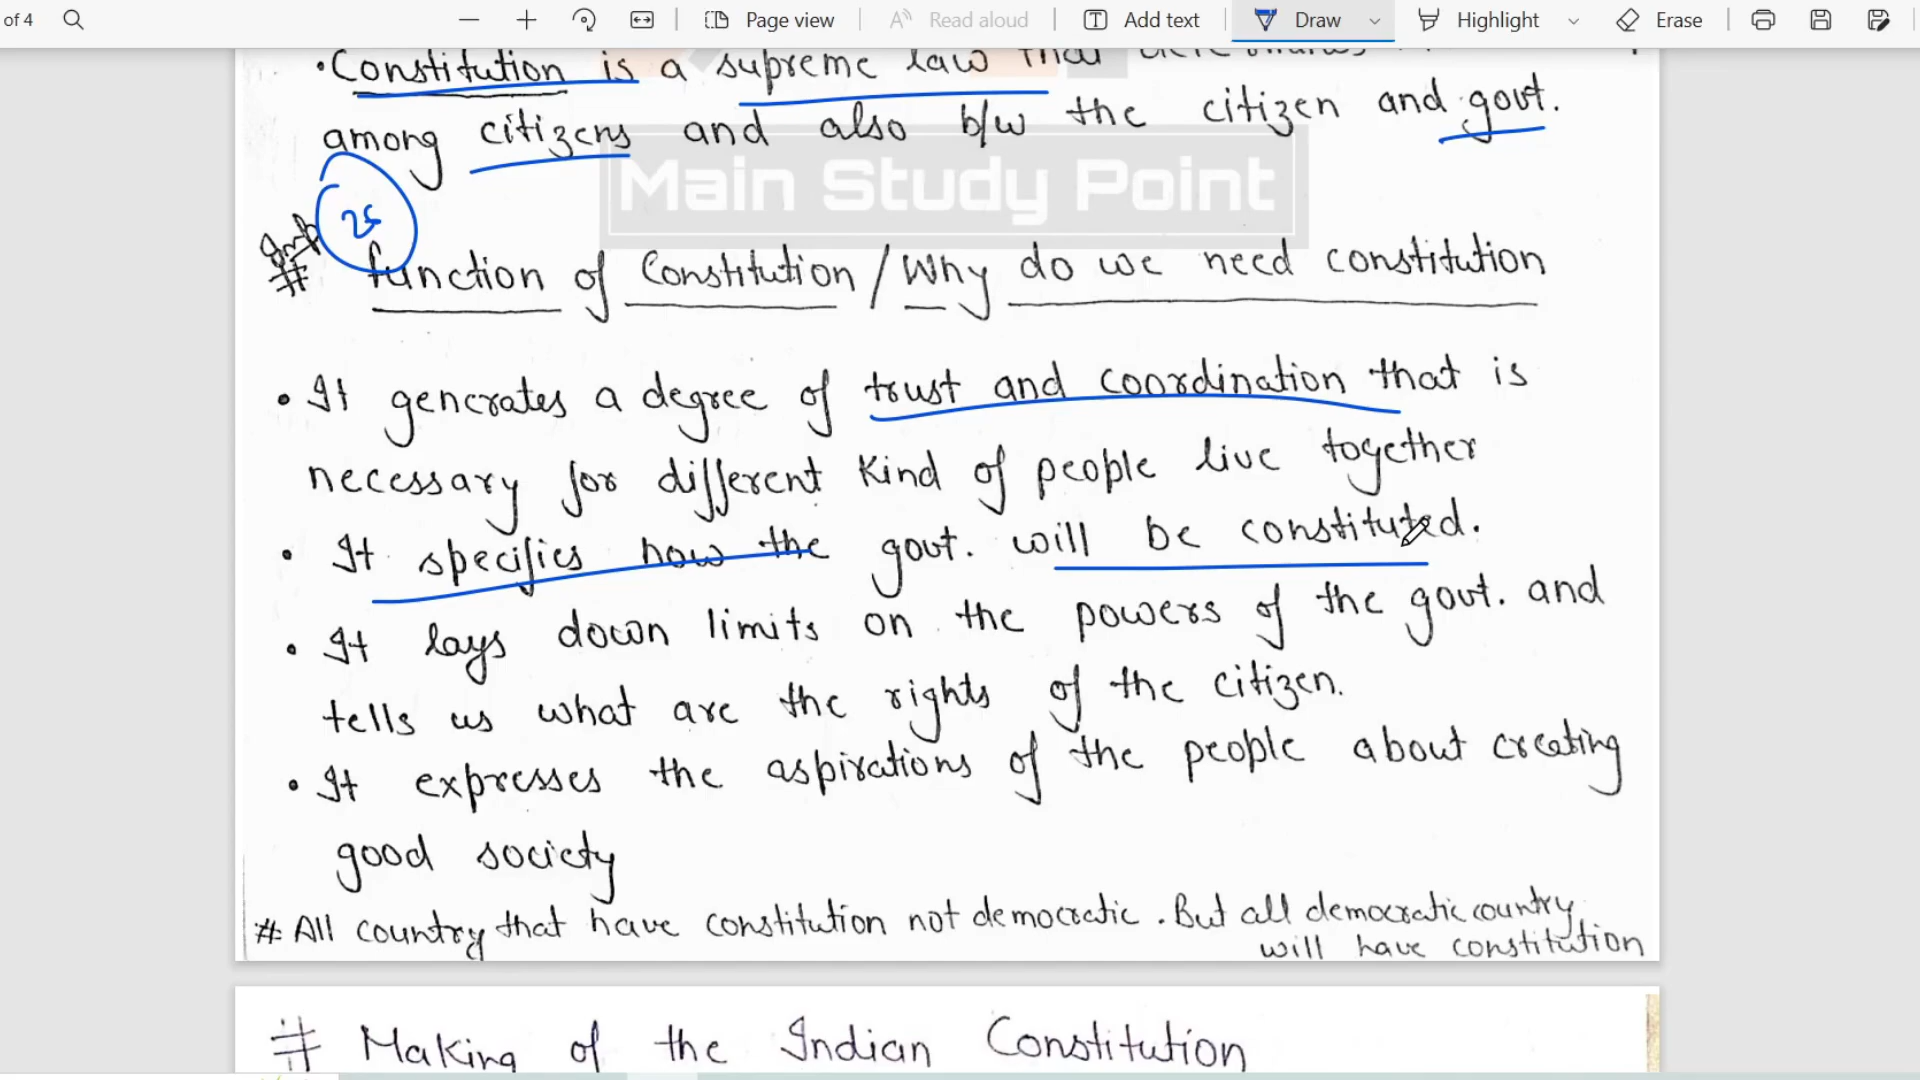 of 4 Page view Read aloud Add text Draw Highlight Erase
• Constitution is a supreme law that
among citizens and also b/w the citizen and govt.
Main Study Point
Imp 25
# function of Constitution / Why do we need constitution
• It generates a degree of trust and coordination that is
necessary for different kind of people live together
• It specifies how the govt. will be constituted.
• It lays down limits on the powers of the govt. and
tells us what are the rights of the citizen.
• It expresses the aspirations of the people about creating
good society
# All country that have constitution not democratic. But all democratic country
will have constitution
# Making of the Indian Constitution